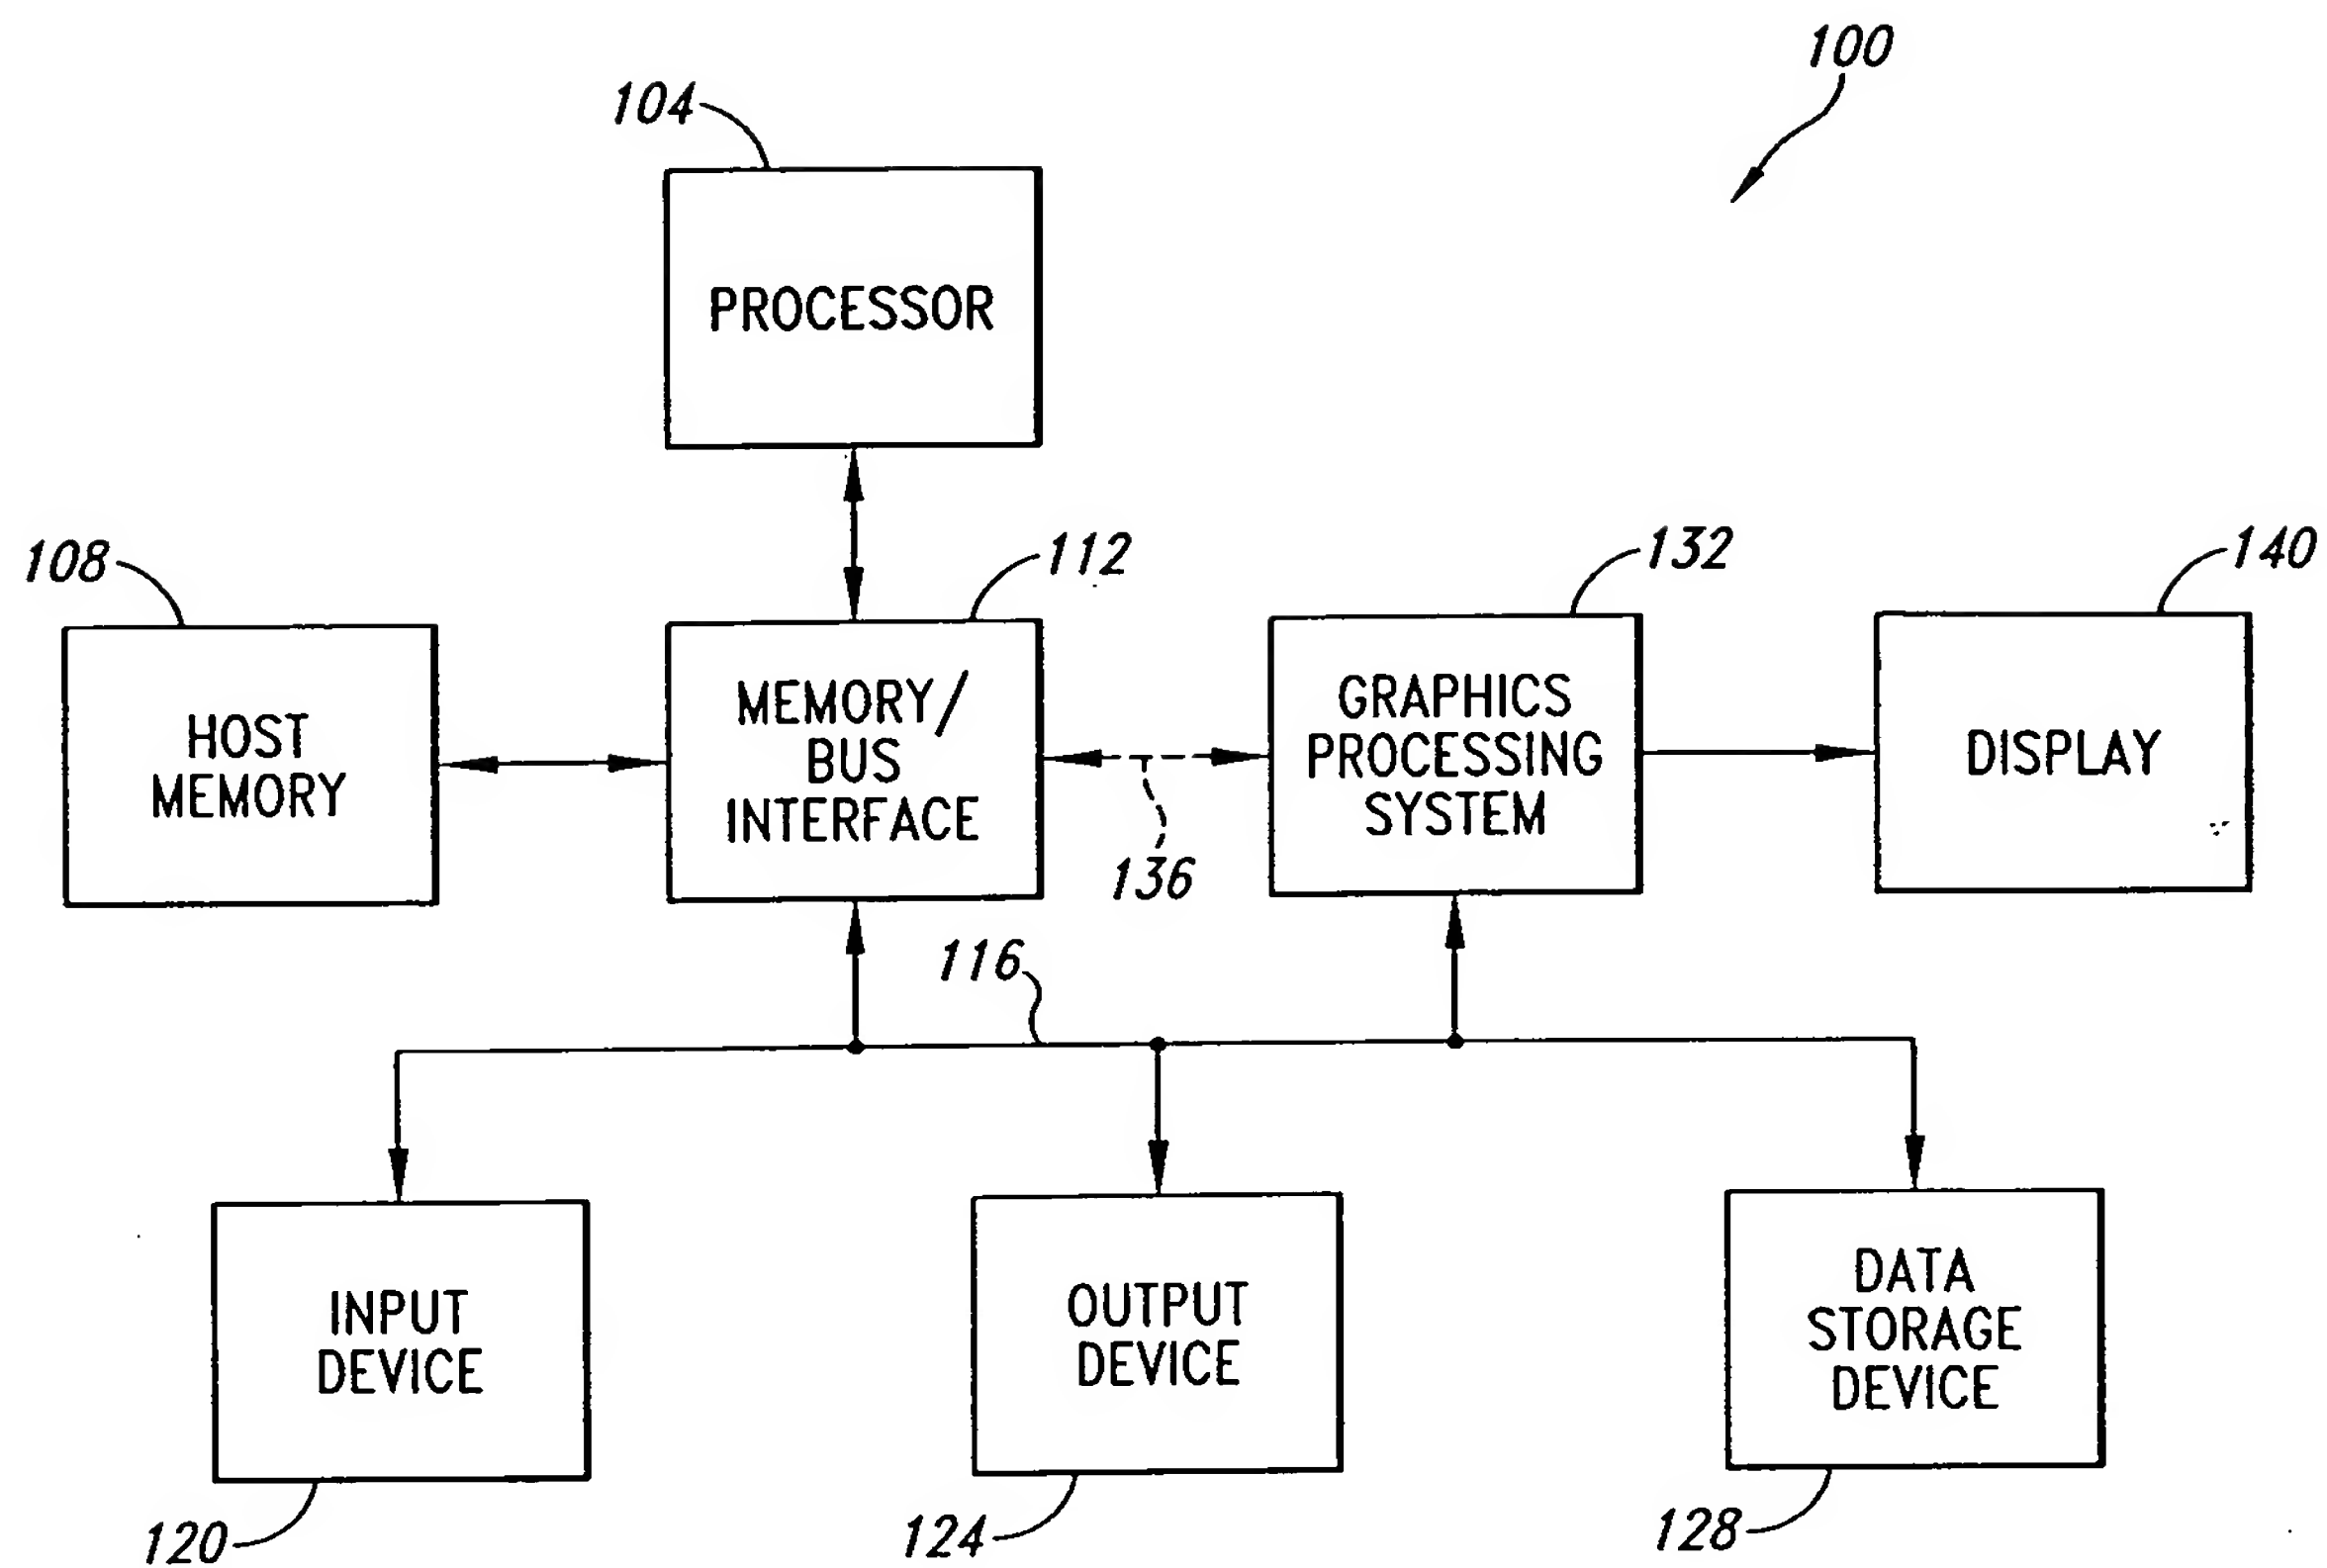 100
104
PROCESSOR
108
112
132
140
HOST
MEMORY
MEMORY/
BUS
INTERFACE
136
GRAPHICS
PROCESSING
SYSTEM
DISPLAY
116
INPUT
DEVICE
OUTPUT
DEVICE
DATA
STORAGE
DEVICE
120
124
128